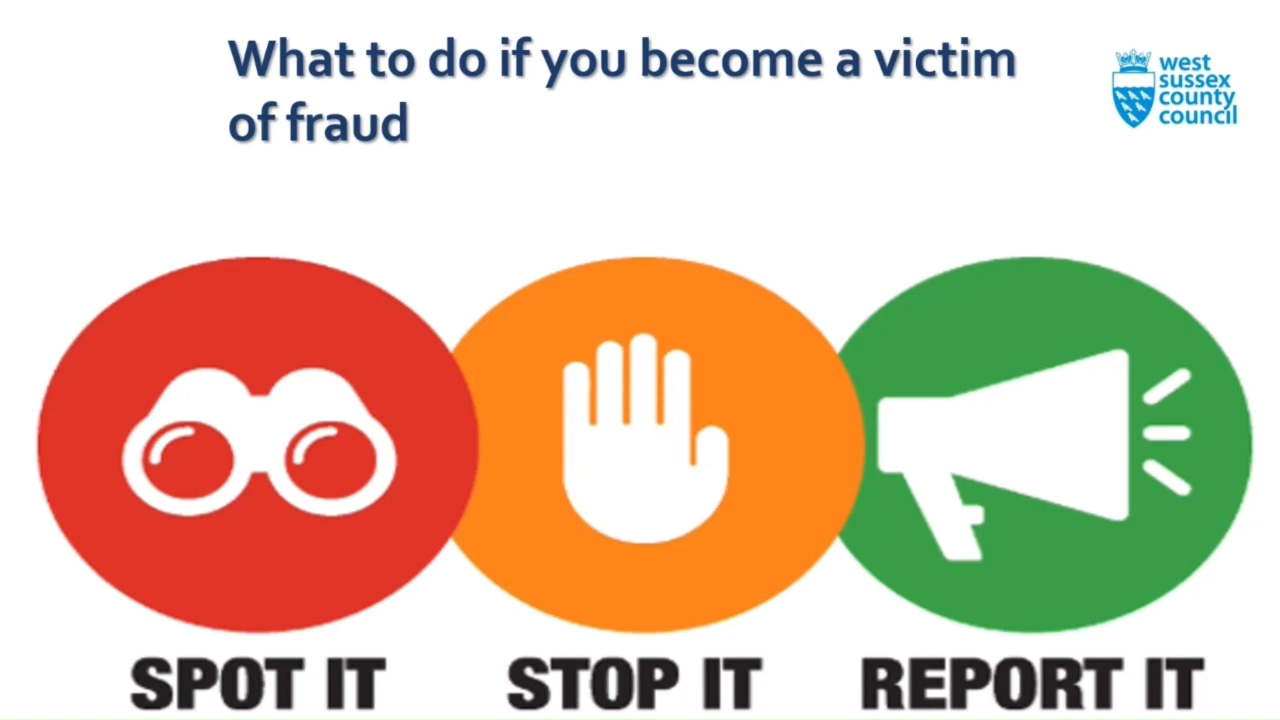 What to do if you become a victim
of fraud
west
sussex
county
council
SPOT IT
STOP IT
REPORT IT